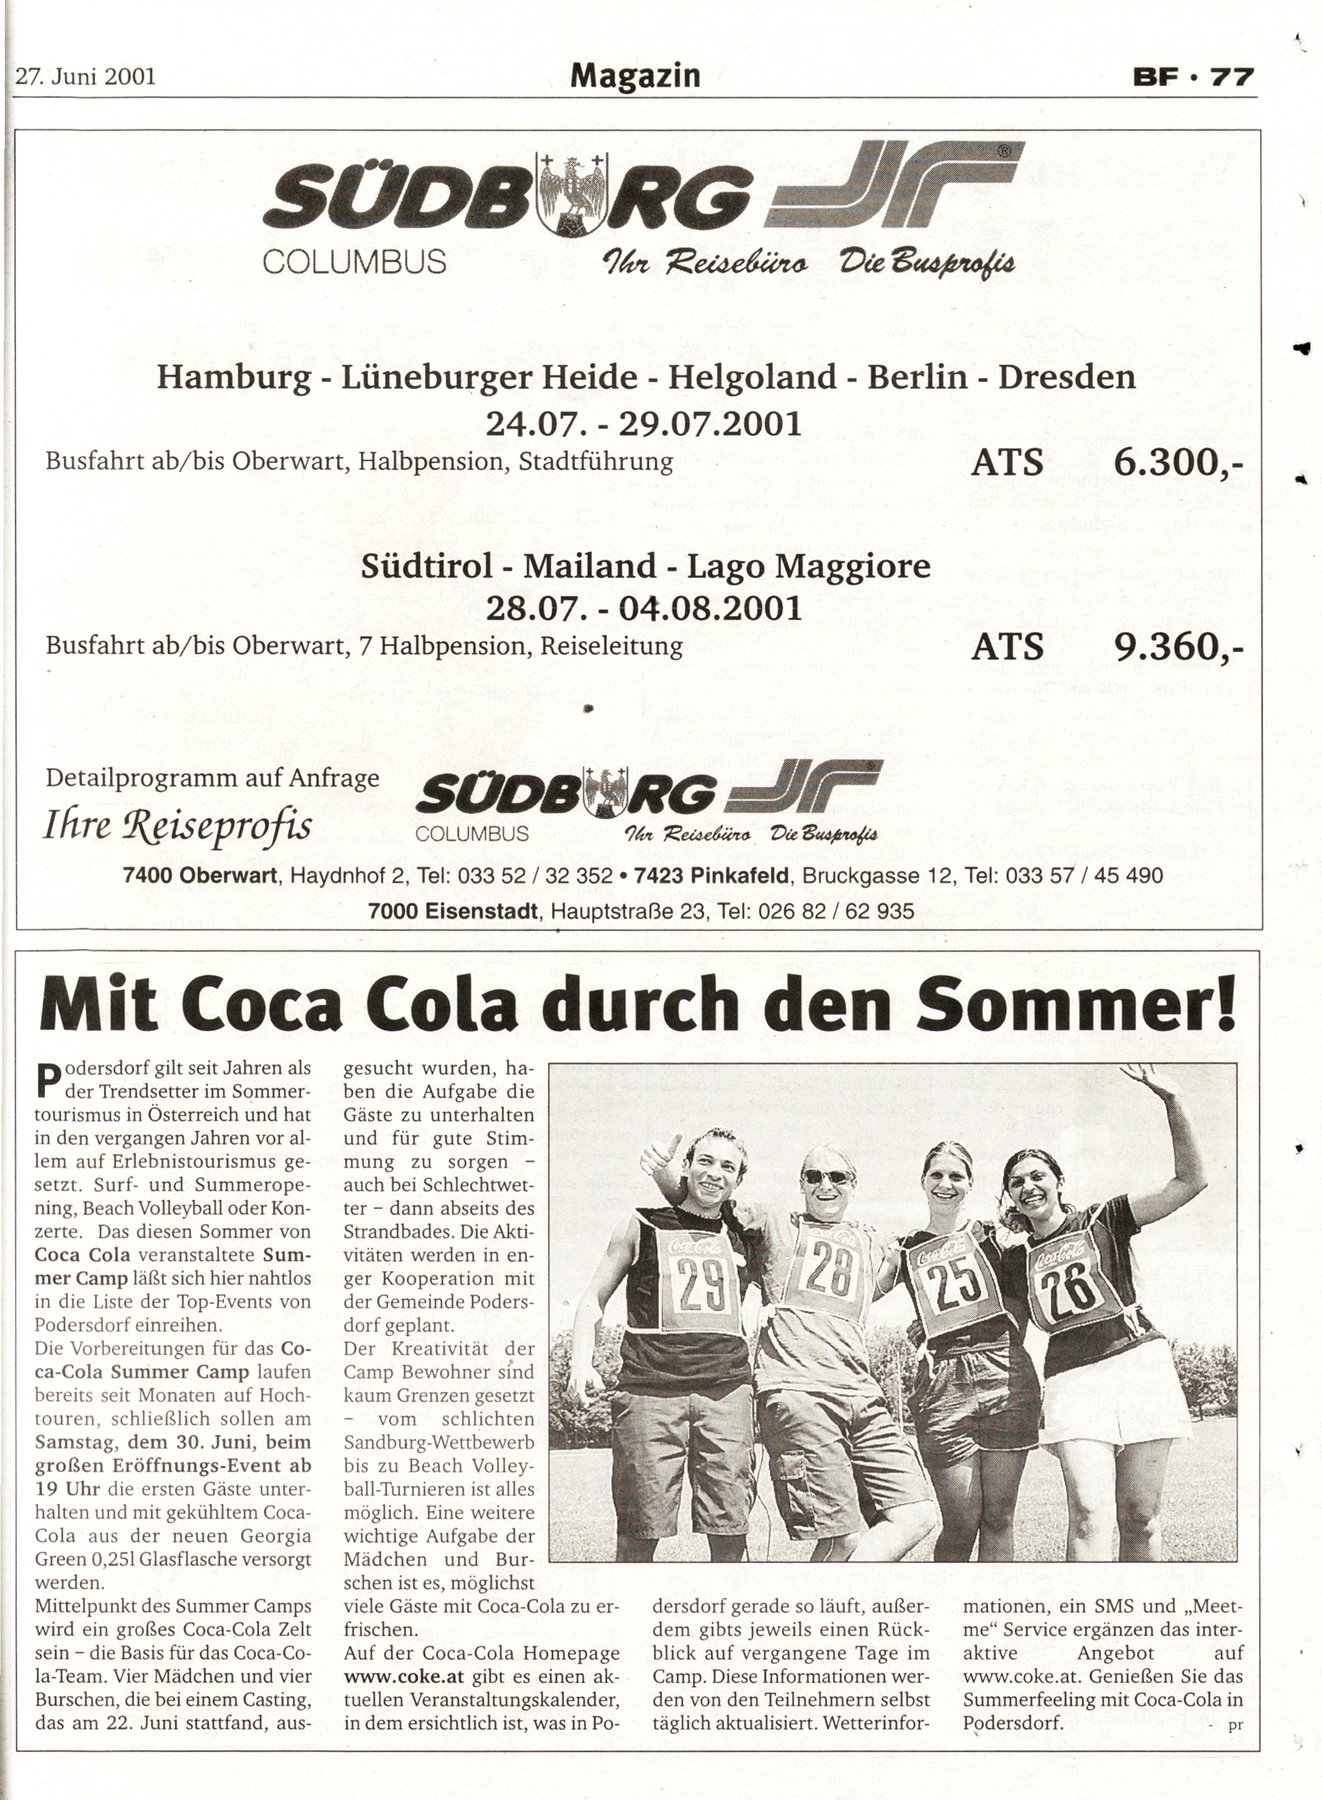 27. Juni 2001
Magazin
BF · 77
SÜDBURG
COLUMBUS
Ihr Reisebüro Die Busprofis
Hamburg - Lüneburger Heide - Helgoland - Berlin - Dresden
24.07. - 29.07.2001
Busfahrt ab/bis Oberwart, Halbpension, Stadtführung ATS 6.300,-
Südtirol - Mailand - Lago Maggiore
28.07. - 04.08.2001
Busfahrt ab/bis Oberwart, 7 Halbpension, Reiseleitung ATS 9.360,-
Detailprogramm auf Anfrage
Ihre Reiseprofis
SÜDBURG
COLUMBUS
Ihr Reisebüro Die Busprofis
7400 Oberwart, Haydnhof 2, Tel: 033 52 / 32 352 • 7423 Pinkafeld, Bruckgasse 12, Tel: 033 57 / 45 490
7000 Eisenstadt, Hauptstraße 23, Tel: 026 82 / 62 935
Mit Coca Cola durch den Sommer!
Podersdorf gilt seit Jahren als
der Trendsetter im Sommer-
tourismus in Österreich und hat
in den vergangen Jahren vor al-
lem auf Erlebnistourismus ge-
setzt. Surf- und Summerope-
ning, Beach Volleyball oder Kon-
zerte. Das diesen Sommer von
Coca Cola veranstaltete Sum-
mer Camp läßt sich hier nahtlos
in die Liste der Top-Events von
Podersdorf einreihen.
Die Vorbereitungen für das Co-
ca-Cola Summer Camp laufen
bereits seit Monaten auf Hoch-
touren, schließlich sollen am
Samstag, dem 30. Juni, beim
großen Eröffnungs-Event ab
19 Uhr die ersten Gäste unter-
halten und mit gekühltem Coca-
Cola aus der neuen Georgia
Green 0,25l Glasflasche versorgt
werden.
Mittelpunkt des Summer Camps
wird ein großes Coca-Cola Zelt
sein – die Basis für das Coca-Co-
la-Team. Vier Mädchen und vier
Burschen, die bei einem Casting,
das am 22. Juni stattfand, aus-
gesucht wurden, ha-
ben die Aufgabe die
Gäste zu unterhalten
und für gute Stim-
mung zu sorgen –
auch bei Schlechtwet-
ter – dann abseits des
Strandbades. Die Akti-
vitäten werden in en-
ger Kooperation mit
der Gemeinde Poders-
dorf geplant.
Der Kreativität der
Camp Bewohner sind
kaum Grenzen gesetzt
– vom schlichten
Sandburg-Wettbewerb
bis zu Beach Volley-
ball-Turnieren ist alles
möglich. Eine weitere
wichtige Aufgabe der
Mädchen und Bur-
schen ist es, möglichst
viele Gäste mit Coca-Cola zu er-
frischen.
Auf der Coca-Cola Homepage
www.coke.at gibt es einen ak-
tuellen Veranstaltungskalender,
in dem ersichtlich ist, was in Po-
dersdorf gerade so läuft, außer-
dem gibts jeweils einen Rück-
blick auf vergangene Tage im
Camp. Diese Informationen wer-
den von den Teilnehmern selbst
täglich aktualisiert. Wetterinfor-
mationen, ein SMS und „Meet-
me“ Service ergänzen das inter-
aktive Angebot auf
www.coke.at. Genießen Sie das
Summerfeeling mit Coca-Cola in
Podersdorf. - pr
Coca-Cola
29
Coca-Cola
28
Coca-Cola
25
Coca-Cola
26